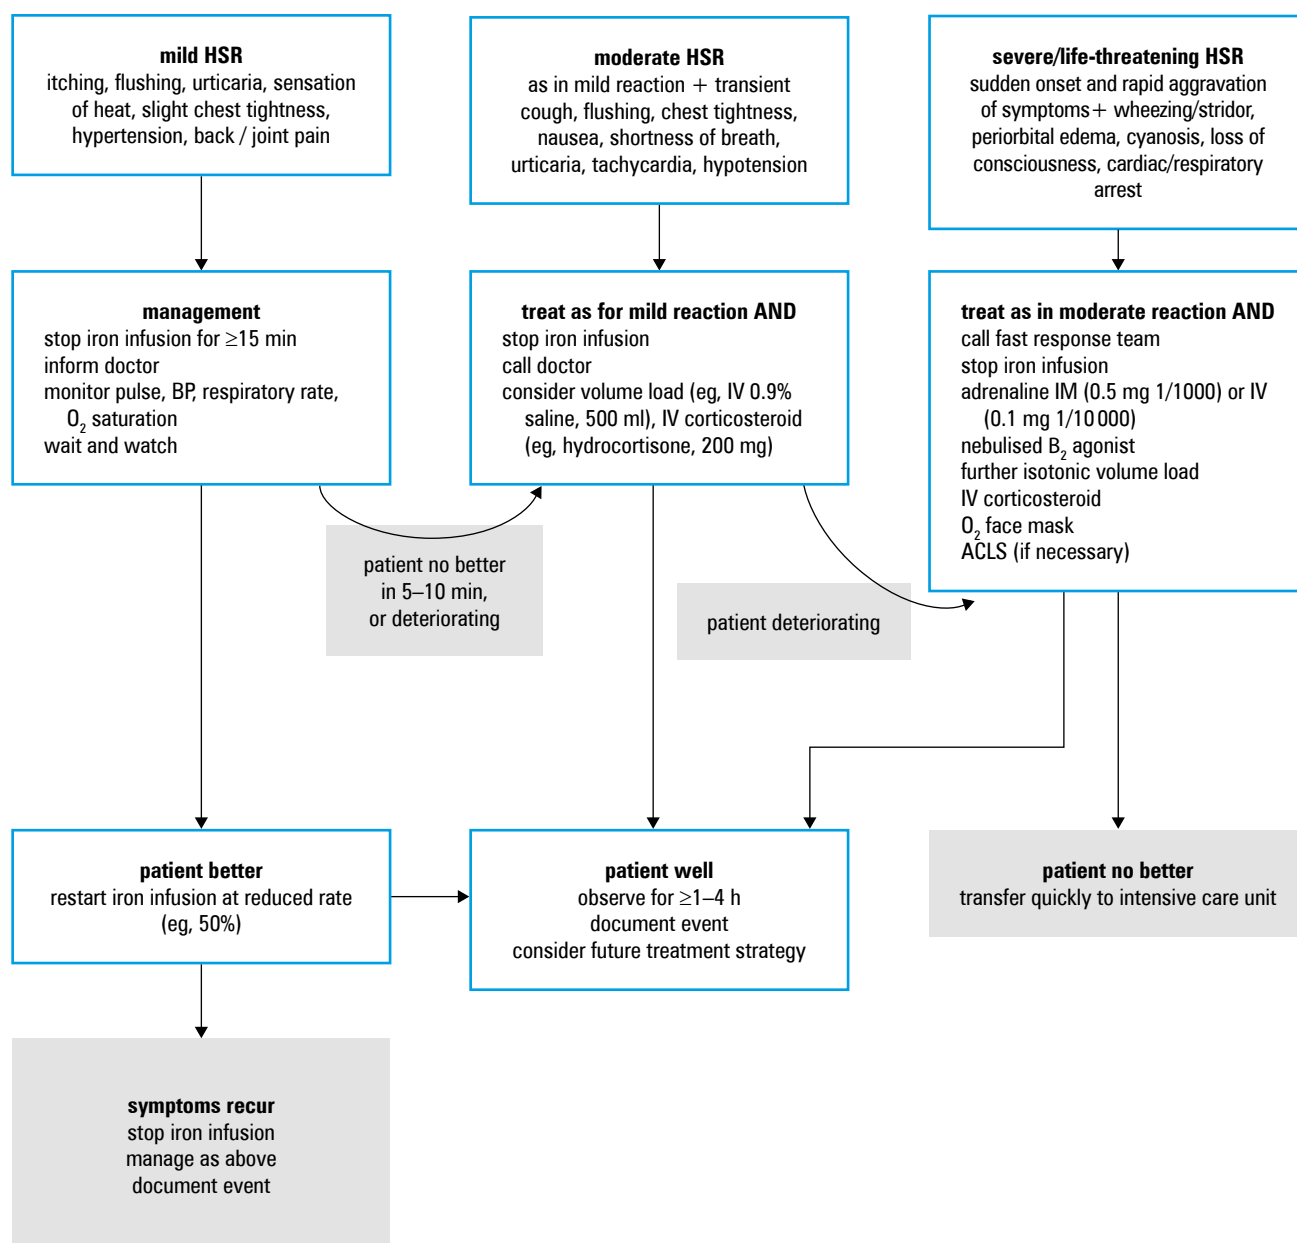 mild HSR
itching, flushing, urticaria, sensation
of heat, slight chest tightness,
hypertension, back / joint pain
moderate HSR
as in mild reaction + transient
cough, flushing, chest tightness,
nausea, shortness of breath,
urticaria, tachycardia, hypotension
severe/life-threatening HSR
sudden onset and rapid aggravation
of symptoms+ wheezing/stridor,
periorbital edema, cyanosis, loss of
consciousness, cardiac/respiratory
arrest
management
stop iron infusion for ≥15 min
inform doctor
monitor pulse, BP, respiratory rate,
O₂ saturation
wait and watch
treat as for mild reaction AND
stop iron infusion
call doctor
consider volume load (eg, IV 0.9%
saline, 500 ml), IV corticosteroid
(eg, hydrocortisone, 200 mg)
treat as in moderate reaction AND
call fast response team
stop iron infusion
adrenaline IM (0.5 mg 1/1000) or IV
(0.1 mg 1/10 000)
nebulised B₂ agonist
further isotonic volume load
IV corticosteroid
O₂ face mask
ACLS (if necessary)
patient no better
in 5–10 min,
or deteriorating
patient deteriorating
patient better
restart iron infusion at reduced rate
(eg, 50%)
patient well
observe for ≥1–4 h
document event
consider future treatment strategy
patient no better
transfer quickly to intensive care unit
symptoms recur
stop iron infusion
manage as above
document event